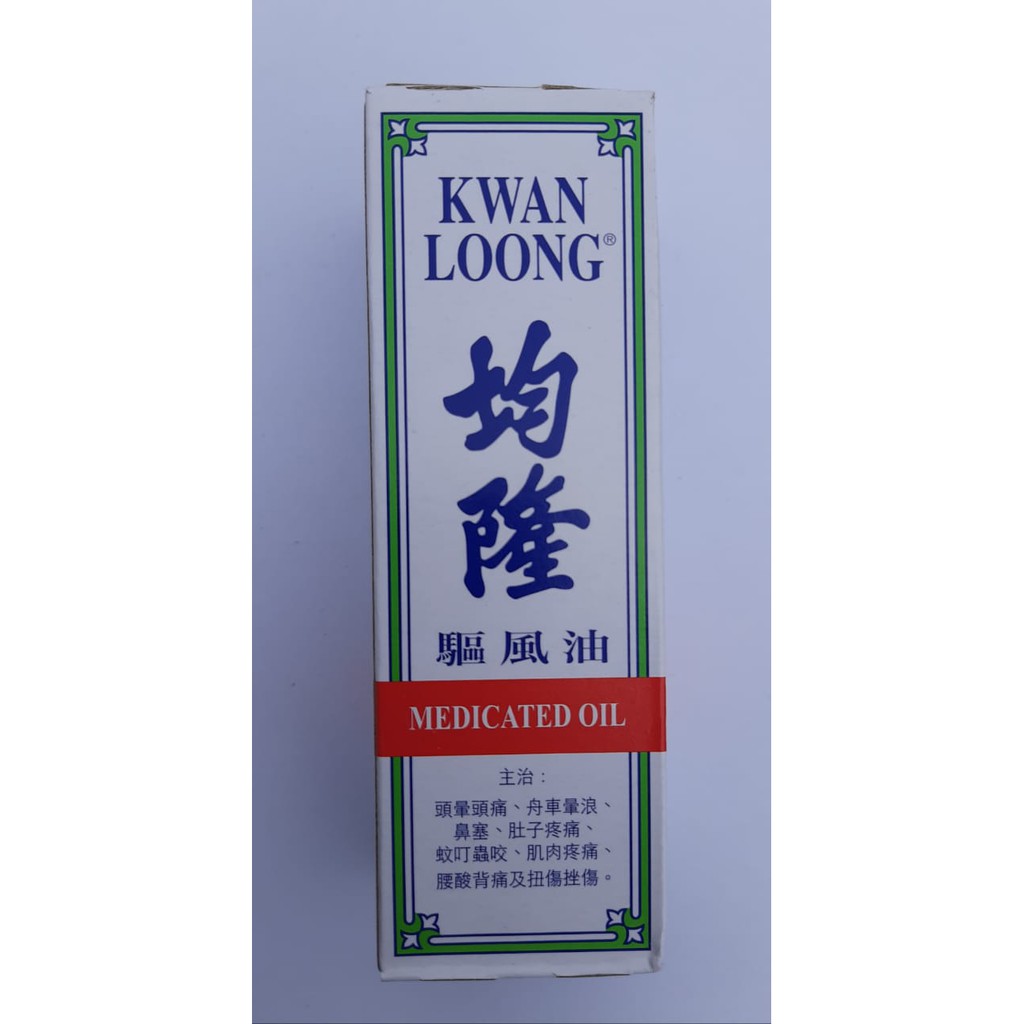 KWAN
LOONG®
均
隆
驅風油
MEDICATED OIL
主治：
頭暈頭痛、舟車暈浪、
鼻塞、肚子疼痛、
蚊叮蟲咬、肌肉疼痛、
腰酸背痛及扭傷挫傷。